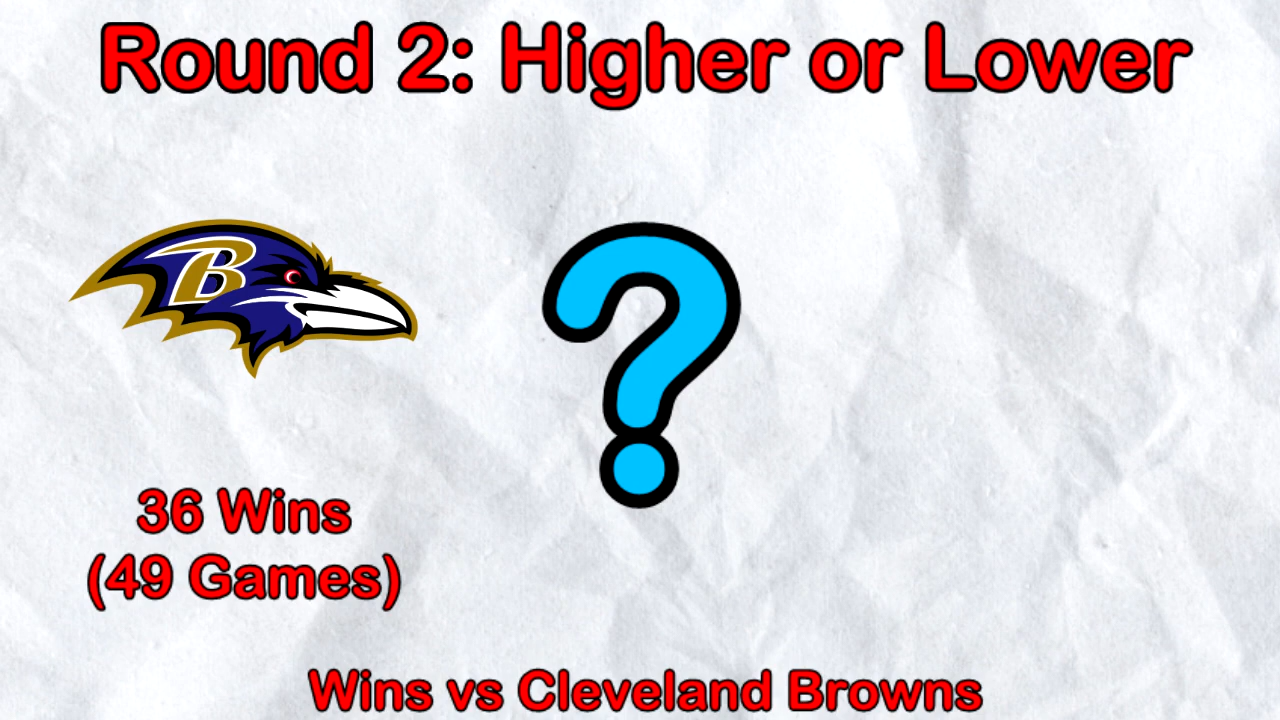 Round 2: Higher or Lower
B
?
36 Wins
(49 Games)
Wins vs Cleveland Browns